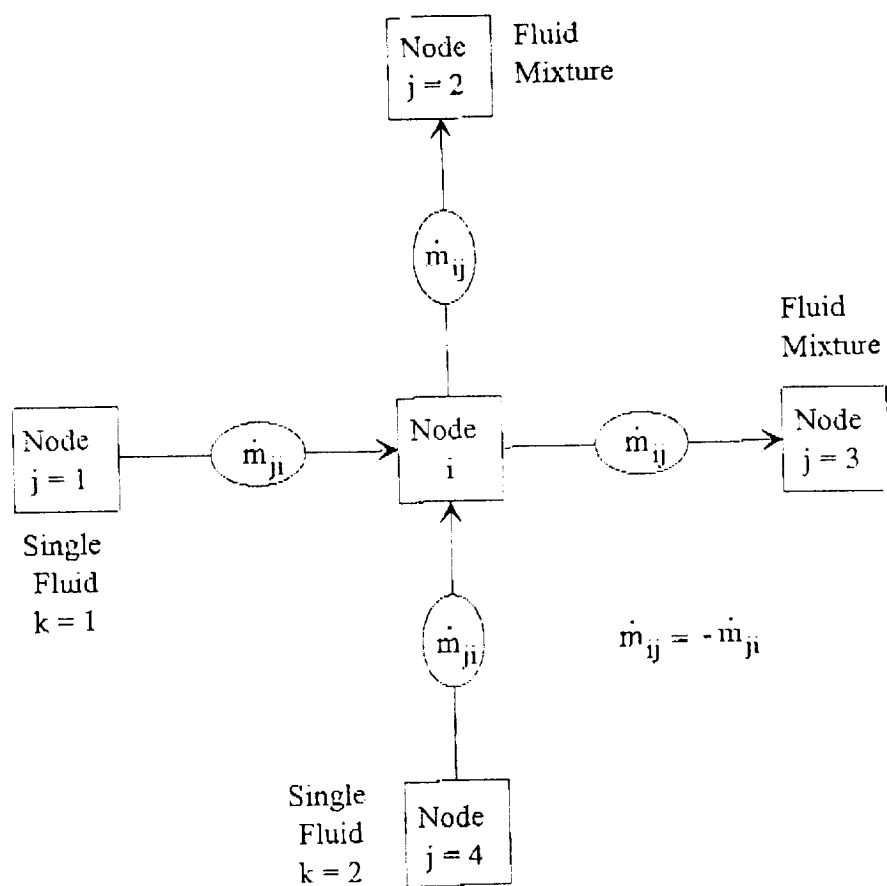 Node
j = 2
Fluid
Mixture
ṁij
Fluid
Mixture
Node
j = 1
ṁji
Node
i
ṁij
Node
j = 3
Single
Fluid
k = 1
ṁji
ṁij = -ṁji
Single
Fluid
k = 2
Node
j = 4